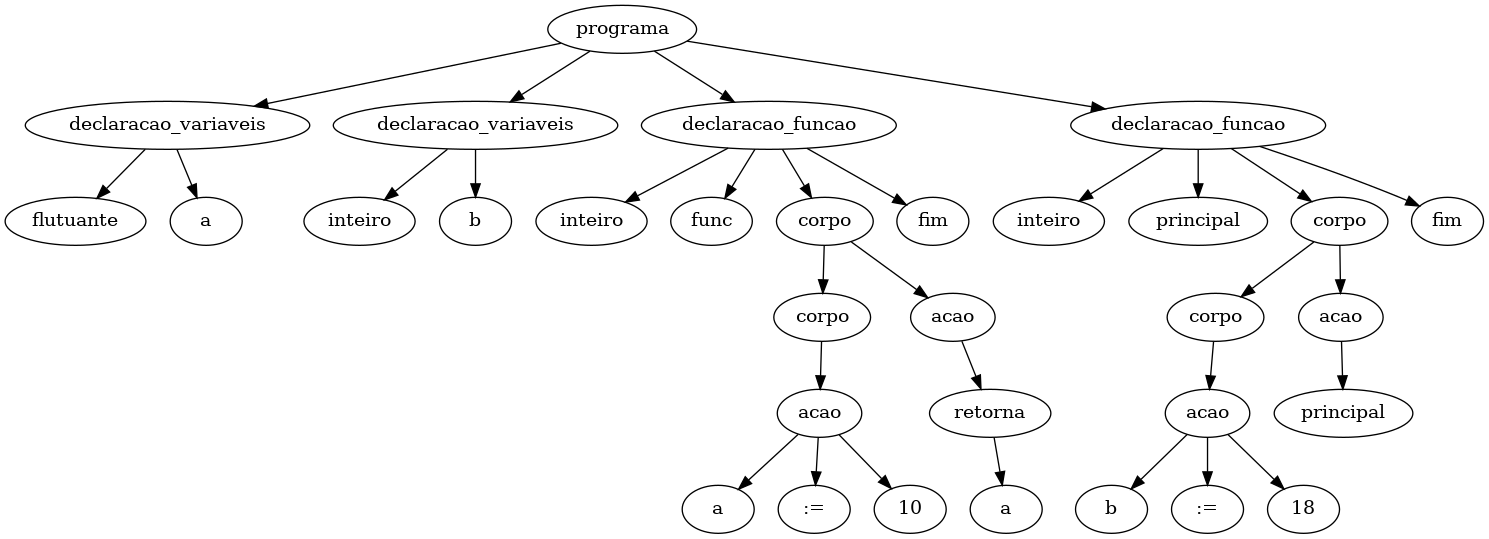 programa
declaracao_variaveis
declaracao_variaveis
declaracao_funcao
declaracao_funcao
flutuante
a
inteiro
b
inteiro
func
corpo
fim
inteiro
principal
corpo
fim
corpo
acao
corpo
acao
acao
retorna
acao
principal
a
:=
10
a
b
:=
18